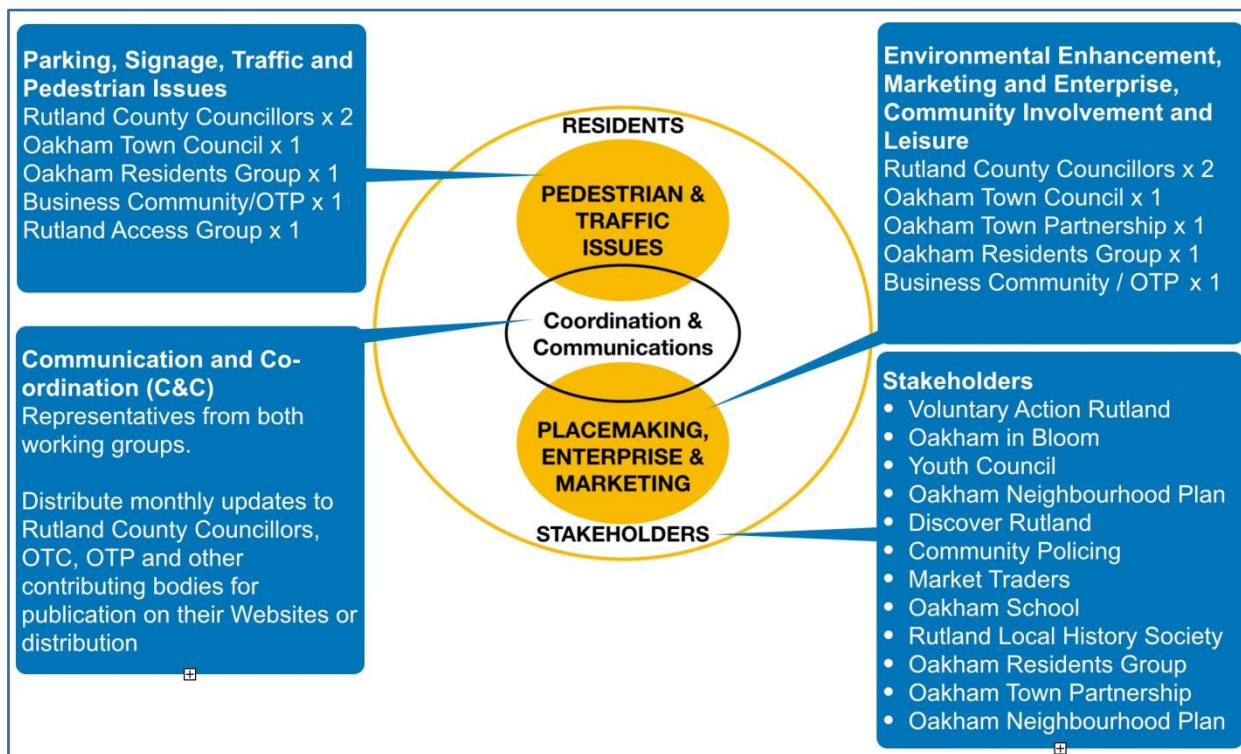 Parking, Signage, Traffic and
Pedestrian Issues
Rutland County Councillors x 2
Oakham Town Council x 1
Oakham Residents Group x 1
Business Community/OTP x 1
Rutland Access Group x 1
Communication and Co-
ordination (C&C)
Representatives from both
working groups.
Distribute monthly updates to
Rutland County Councillors,
OTC, OTP and other
contributing bodies for
publication on their Websites or
distribution
RESIDENTS
PEDESTRIAN &
TRAFFIC
ISSUES
Coordination &
Communications
PLACEMAKING,
ENTERPRISE &
MARKETING
STAKEHOLDERS
Environmental Enhancement,
Marketing and Enterprise,
Community Involvement and
Leisure
Rutland County Councillors x 2
Oakham Town Council x 1
Oakham Town Partnership x 1
Oakham Residents Group x 1
Business Community / OTP x 1
Stakeholders
• Voluntary Action Rutland
• Oakham in Bloom
• Youth Council
• Oakham Neighbourhood Plan
• Discover Rutland
• Community Policing
• Market Traders
• Oakham School
• Rutland Local History Society
• Oakham Residents Group
• Oakham Town Partnership
• Oakham Neighbourhood Plan